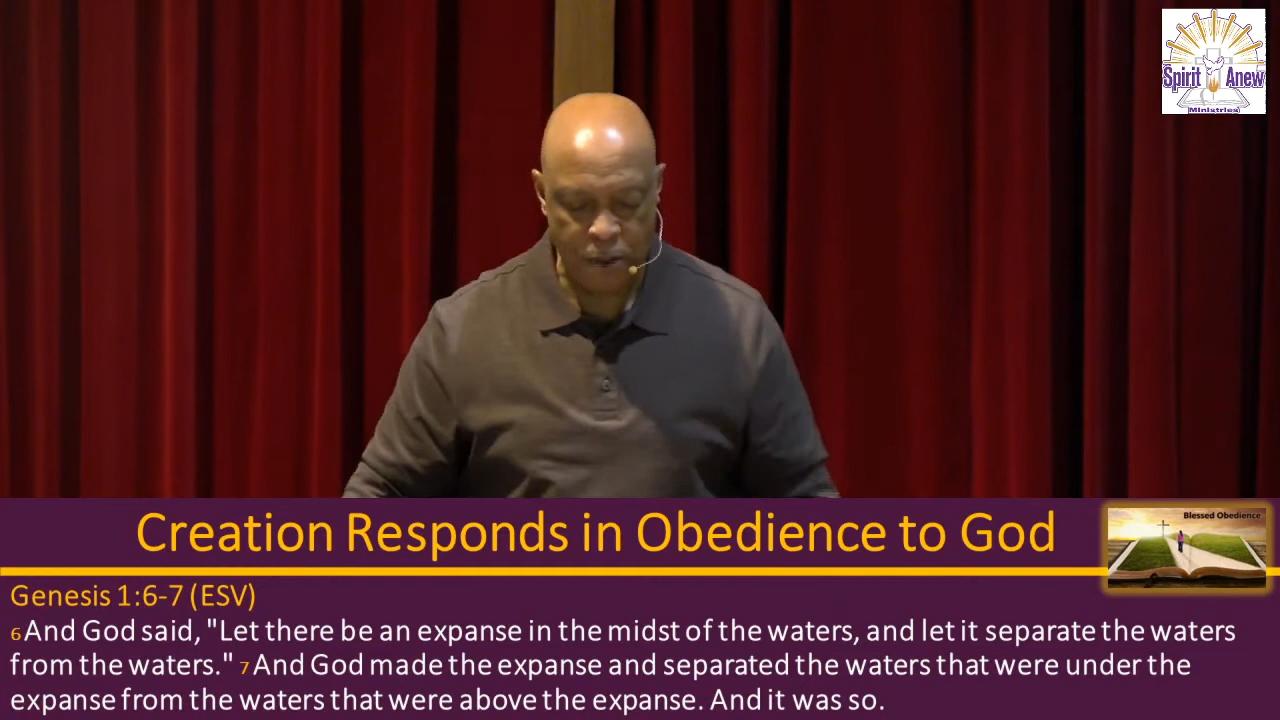 Spirit Anew
Ministries
Creation Responds in Obedience to God
Blessed Obedience
Genesis 1:6-7 (ESV)
6 And God said, "Let there be an expanse in the midst of the waters, and let it separate the waters
from the waters." 7 And God made the expanse and separated the waters that were under the
expanse from the waters that were above the expanse. And it was so.